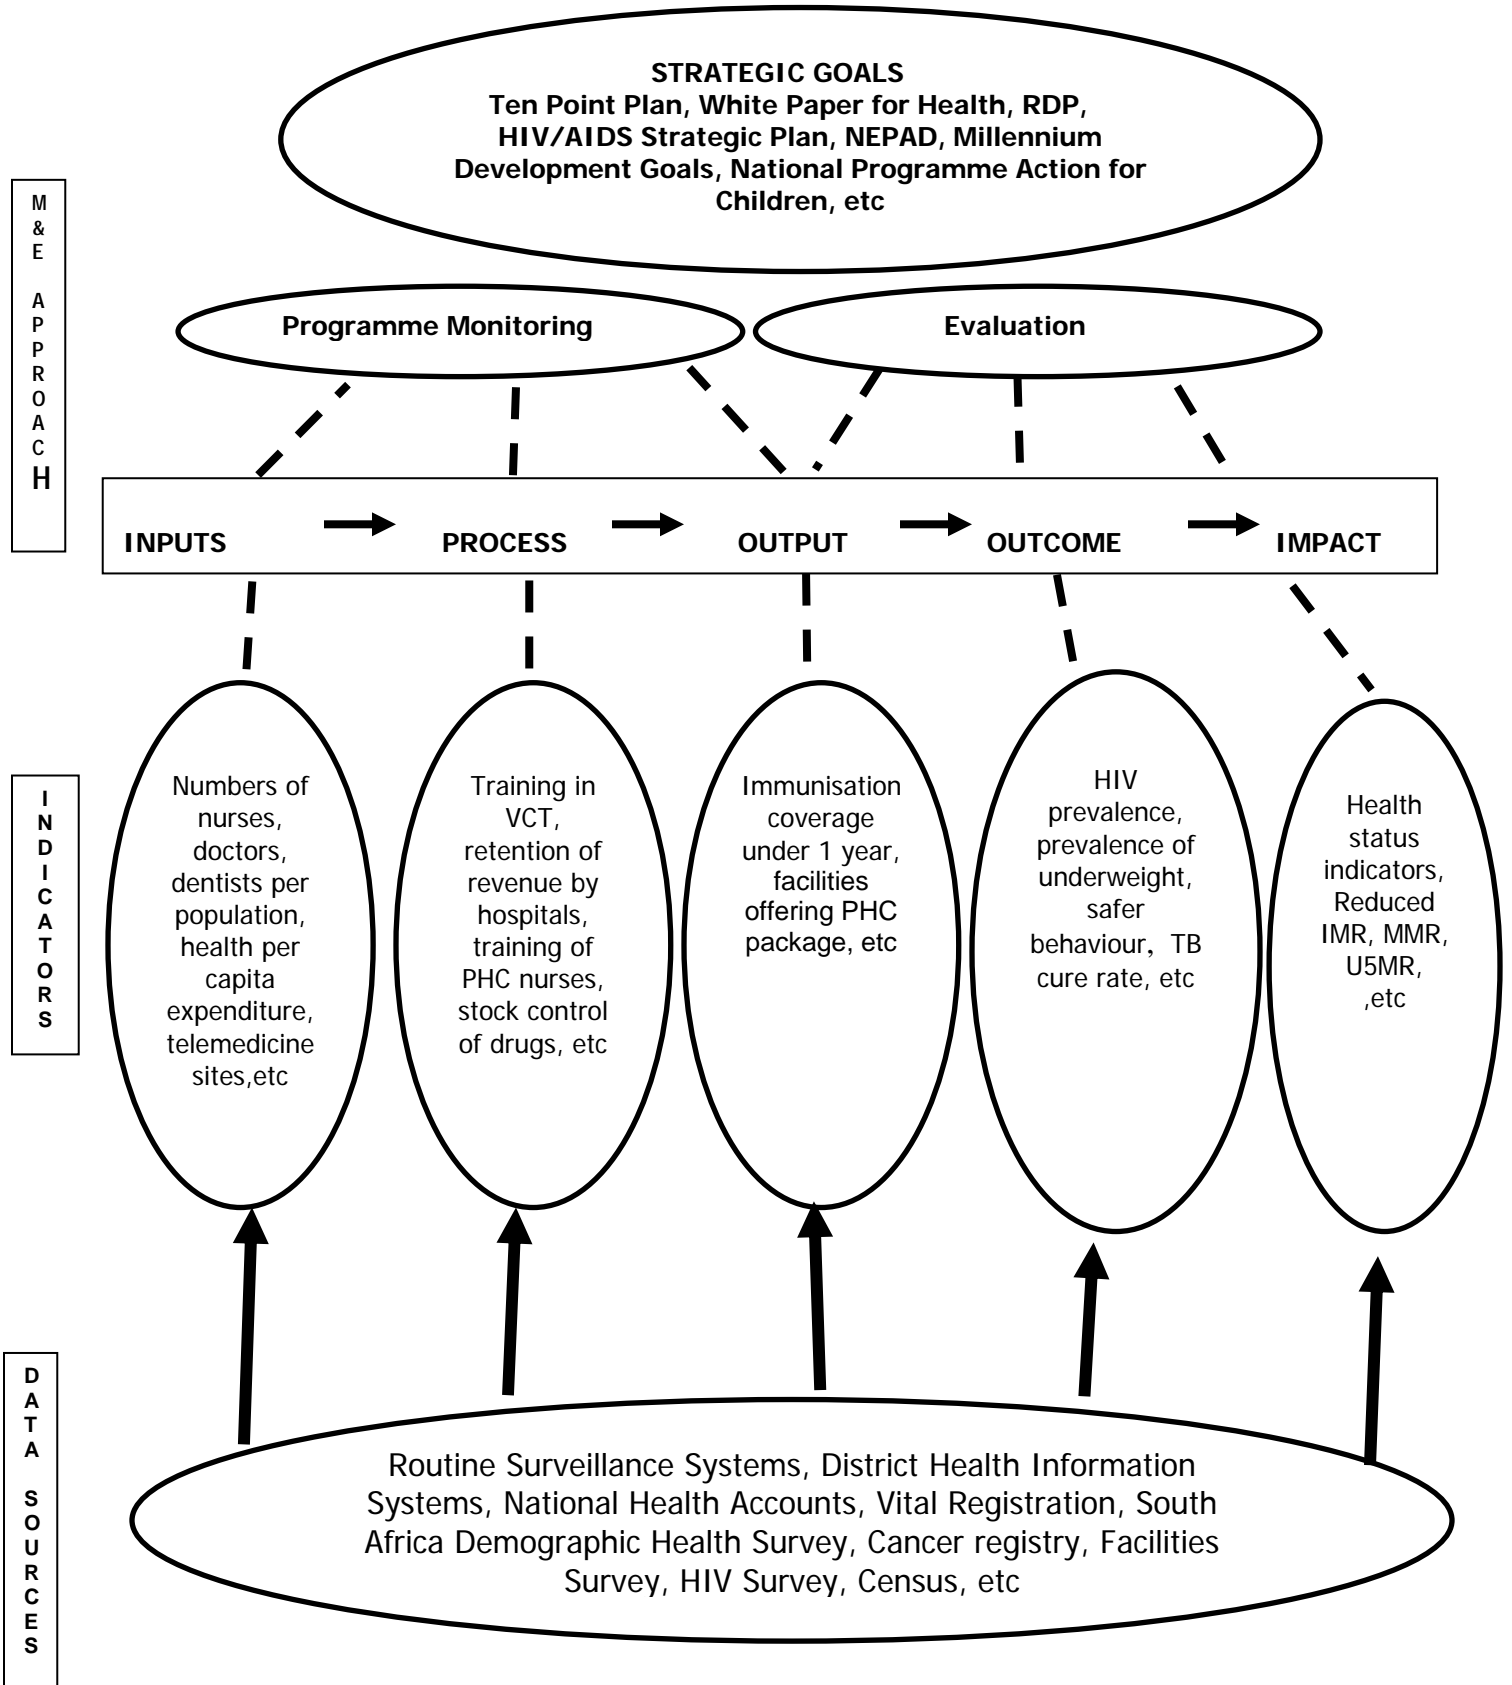 STRATEGIC GOALS
Ten Point Plan, White Paper for Health, RDP,
HIV/AIDS Strategic Plan, NEPAD, Millennium
Development Goals, National Programme Action for
Children, etc
M & E APPROACH
Programme Monitoring
Evaluation
INPUTS
PROCESS
OUTPUT
OUTCOME
IMPACT
INDICATORS
Numbers of
nurses,
doctors,
dentists per
population,
health per
capita
expenditure,
telemedicine
sites,etc
Training in
VCT,
retention of
revenue by
hospitals,
training of
PHC nurses,
stock control
of drugs, etc
Immunisation
coverage
under 1 year,
facilities
offering PHC
package, etc
HIV
prevalence,
prevalence of
underweight,
safer
behaviour, TB
cure rate, etc
Health
status
indicators,
Reduced
IMR, MMR,
U5MR,
,etc
DATA SOURCES
Routine Surveillance Systems, District Health Information
Systems, National Health Accounts, Vital Registration, South
Africa Demographic Health Survey, Cancer registry, Facilities
Survey, HIV Survey, Census, etc